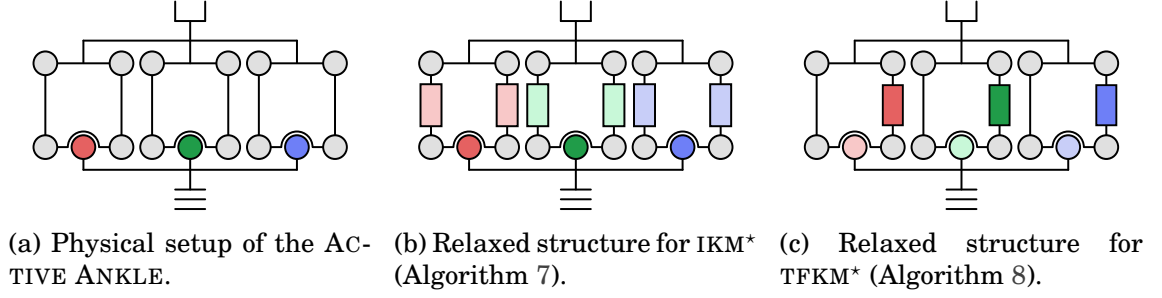 (a) Physical setup of the AC-
TIVE ANKLE.
(b) Relaxed structure for IKM*
(Algorithm 7).
(c) Relaxed structure for
TFKM* (Algorithm 8).